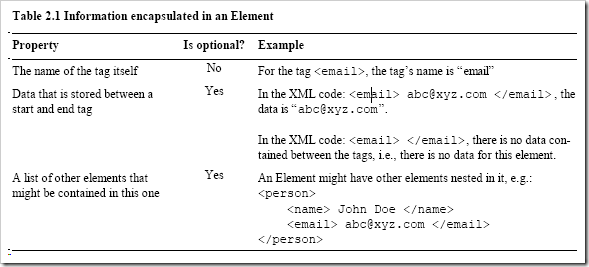 Table 2.1 Information encapsulated in an Element
Property Is optional? Example
The name of the tag itself No For the tag <email>, the tag's name is “email”
Data that is stored between a Yes In the XML code: <email> abc@xyz.com </email>, the
start and end tag data is “abc@xyz.com”.
In the XML code: <email> </email>, there is no data con-
tained between the tags, i.e., there is no data for this element.
A list of other elements that Yes An Element might have other elements nested in it, e.g.:
might be contained in this one <person>
<name> John Doe </name>
<email> abc@xyz.com </email>
</person>